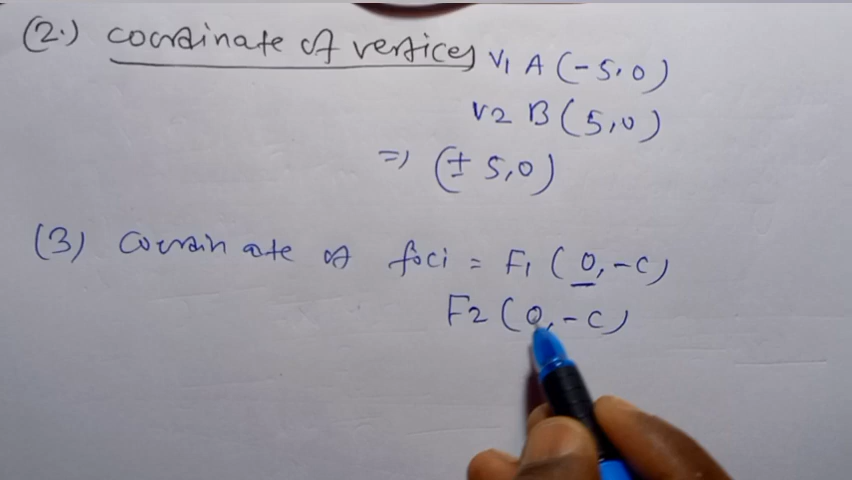 (2.) coordinate of vertices V1 A (-5,0)
V2 B (5,0)
=> (± 5,0)
(3) coordinate of foci = F1 (0,-c)
F2 (0,-c)